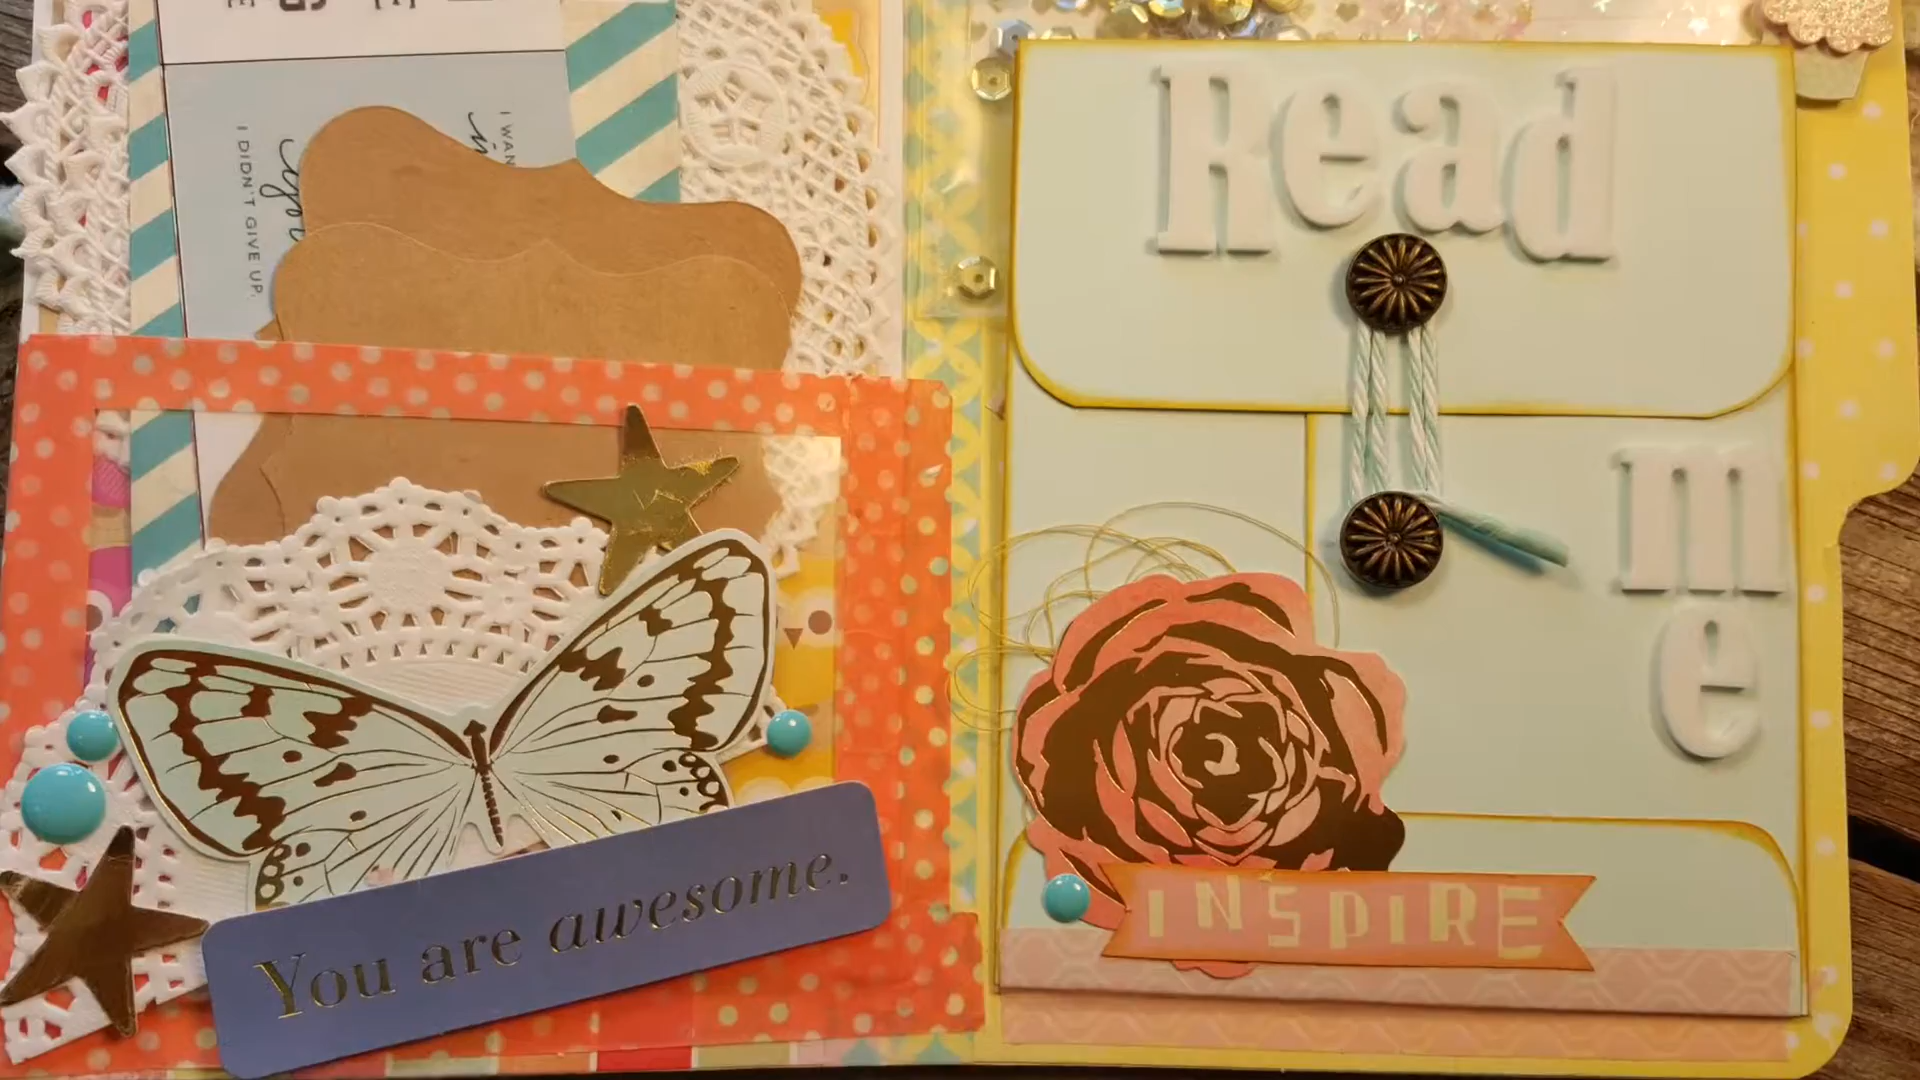 I DIDN'T GIVE UP.
Read
me
You are awesome.
INSPIRE